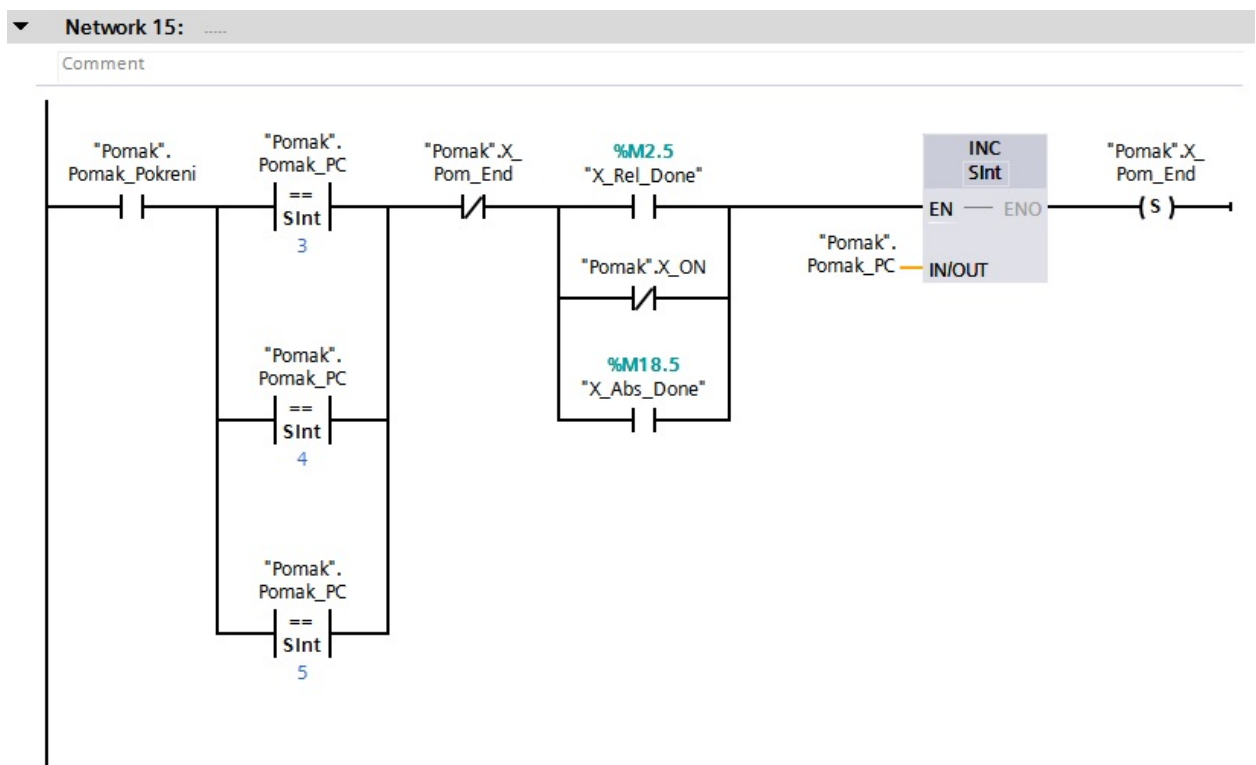 Network 15: .....
Comment
"Pomak".
Pomak_Pokreni
"Pomak".
Pomak_PC
==
SInt
3
"Pomak".X_
Pom_End
%M2.5
"X_Rel_Done"
INC
SInt
EN
ENO
"Pomak".
Pomak_PC
IN/OUT
"Pomak".X_
Pom_End
S
"Pomak".X_ON
"Pomak".
Pomak_PC
==
SInt
4
%M18.5
"X_Abs_Done"
"Pomak".
Pomak_PC
==
SInt
5